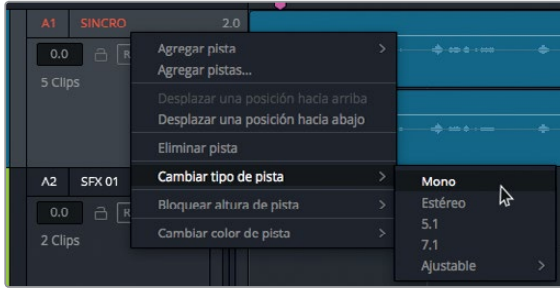 A1 SINCRO 2.0
0.0 R
5 Clips
Agregar pista >
Agregar pistas...
Desplazar una posición hacia arriba
Desplazar una posición hacia abajo
Eliminar pista
Cambiar tipo de pista >
Bloquear altura de pista >
Cambiar color de pista >
Mono
Estéreo
5.1
7.1
Ajustable >
A2 SFX 01
0.0 R
2 Clips